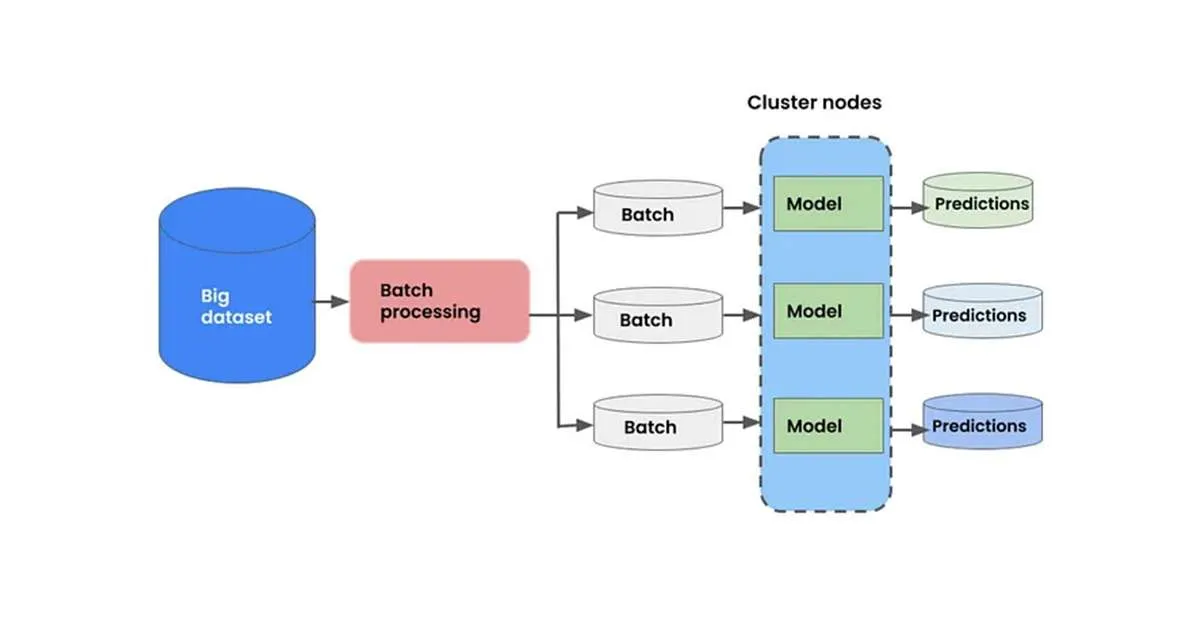 Cluster nodes
Big
dataset
Batch
processing
Batch
Model
Predictions
Batch
Model
Predictions
Batch
Model
Predictions